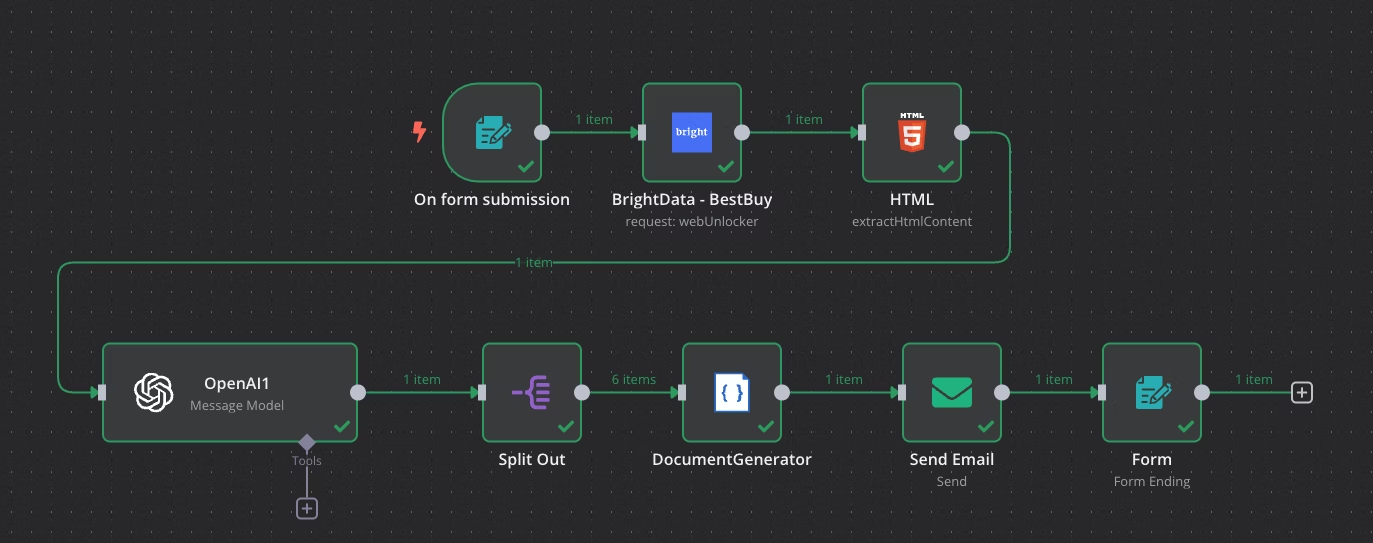 1 item
1 item
bright
HTML
5
On form submission
BrightData - BestBuy
HTML
request: webUnlocker
extractHtmlContent
1 item
1 item
6 items
1 item
1 item
1 item
OpenAI1
Message Model
{ }
Tools
Split Out
DocumentGenerator
Send Email
Form
Send
Form Ending